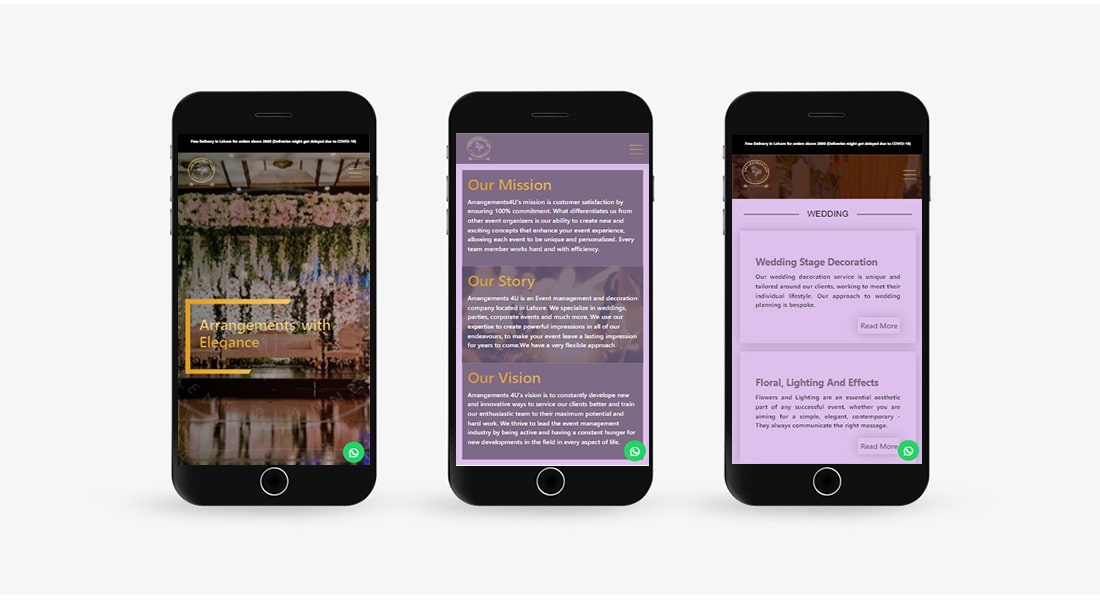 Free Delivery in Lahore for orders above 2000 (Deliveries might get delayed due to COVID-19)
Arrangements with
Elegance
Our Mission
Arrangements4U's mission is customer satisfaction by
ensuring 100% commitment. What differentiates us from
other event organizers is our ability to create new and
exciting concepts that enhance your event experience,
allowing each event to be unique and personalized. Every
team member works hard and with efficiency.
Our Story
Arrangements 4U is an Event management and decoration
company located in Lahore. We specialize in weddings,
parties, corporate events and much more. We use our
expertise to create powerful impressions in all of our
endeavours, to make your event leave a lasting impression
for years to come.We have a very flexible approach.
Our Vision
Arrangements 4U's vision is to constantly develope new
and innovative ways to service our clients better and train
our enthusiastic team to their maximum potential and
hard work. We thrive to lead the event management
industry by being active and having a constant hunger for
new developments in the field in every aspect of life.
Free Delivery in Lahore for orders above 2000 (Deliveries might get delayed due to COVID-19)
WEDDING
Wedding Stage Decoration
Our wedding decoration service is unique and
tailored around our clients, working to meet their
individual lifestyle. Our approach to wedding
planning is bespoke.
Read More
Floral, Lighting And Effects
Flowers and Lighting are an essential aesthetic
part of any successful event, whether you are
aiming for a simple, elegant, contemporary -
They always communicate the right message.
Read More